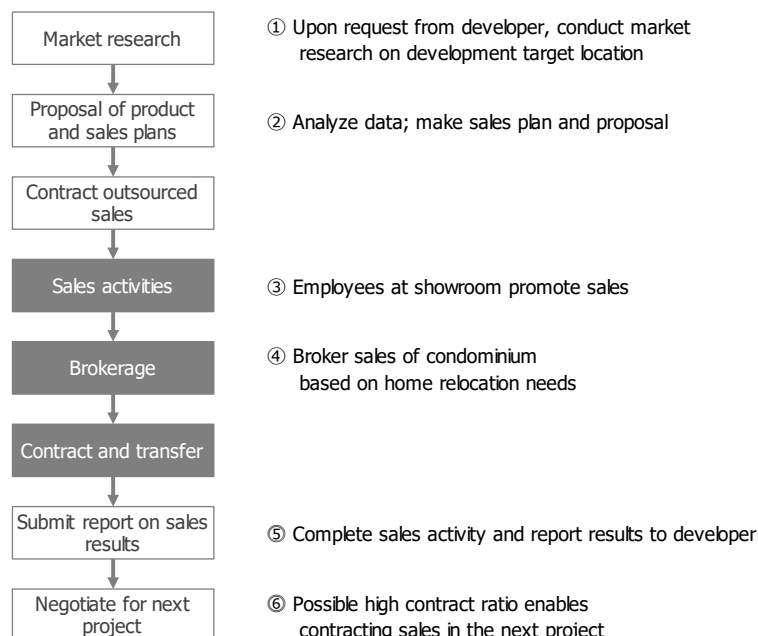 Market research
① Upon request from developer, conduct market
research on development target location
Proposal of product
and sales plans
② Analyze data; make sales plan and proposal
Contract outsourced
sales
Sales activities
③ Employees at showroom promote sales
Brokerage
④ Broker sales of condominium
based on home relocation needs
Contract and transfer
Submit report on sales
results
⑤ Complete sales activity and report results to developer
Negotiate for next
project
⑥ Possible high contract ratio enables
contracting sales in the next project